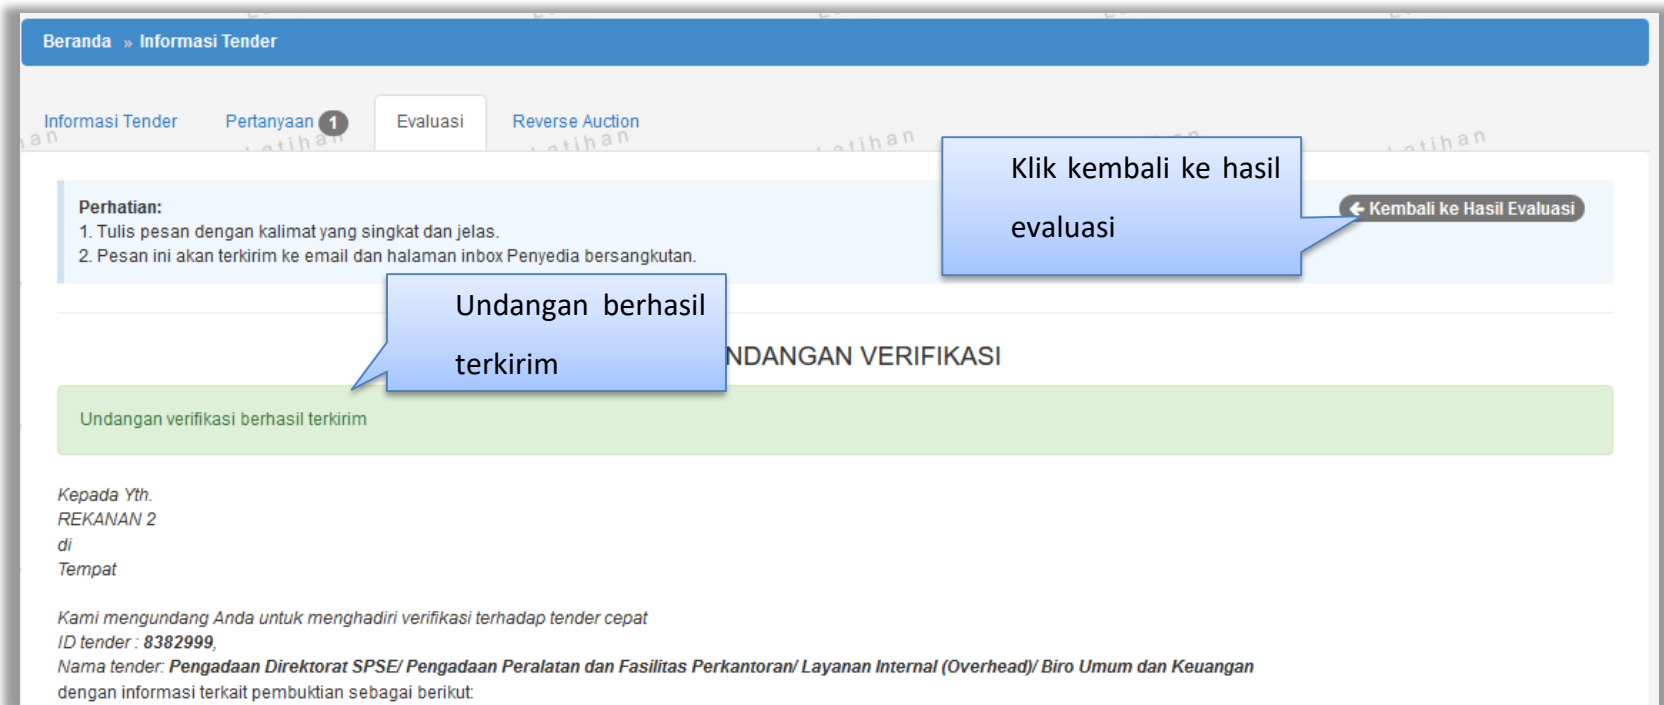 Beranda » Informasi Tender
Informasi Tender Pertanyaan 1 Evaluasi Reverse Auction
Latihan Latihan Latihan Latihan
Klik kembali ke hasil
evaluasi
Perhatian:
1. Tulis pesan dengan kalimat yang singkat dan jelas.
2. Pesan ini akan terkirim ke email dan halaman inbox Penyedia bersangkutan.
Kembali ke Hasil Evaluasi
Undangan berhasil
terkirim
NDANGAN VERIFIKASI
Undangan verifikasi berhasil terkirim
Kepada Yth.
REKANAN 2
di
Tempat
Kami mengundang Anda untuk menghadiri verifikasi terhadap tender cepat
ID tender : 8382999,
Nama tender: Pengadaan Direktorat SPSE/ Pengadaan Peralatan dan Fasilitas Perkantoran/ Layanan Internal (Overhead)/ Biro Umum dan Keuangan
dengan informasi terkait pembuktian sebagai berikut: